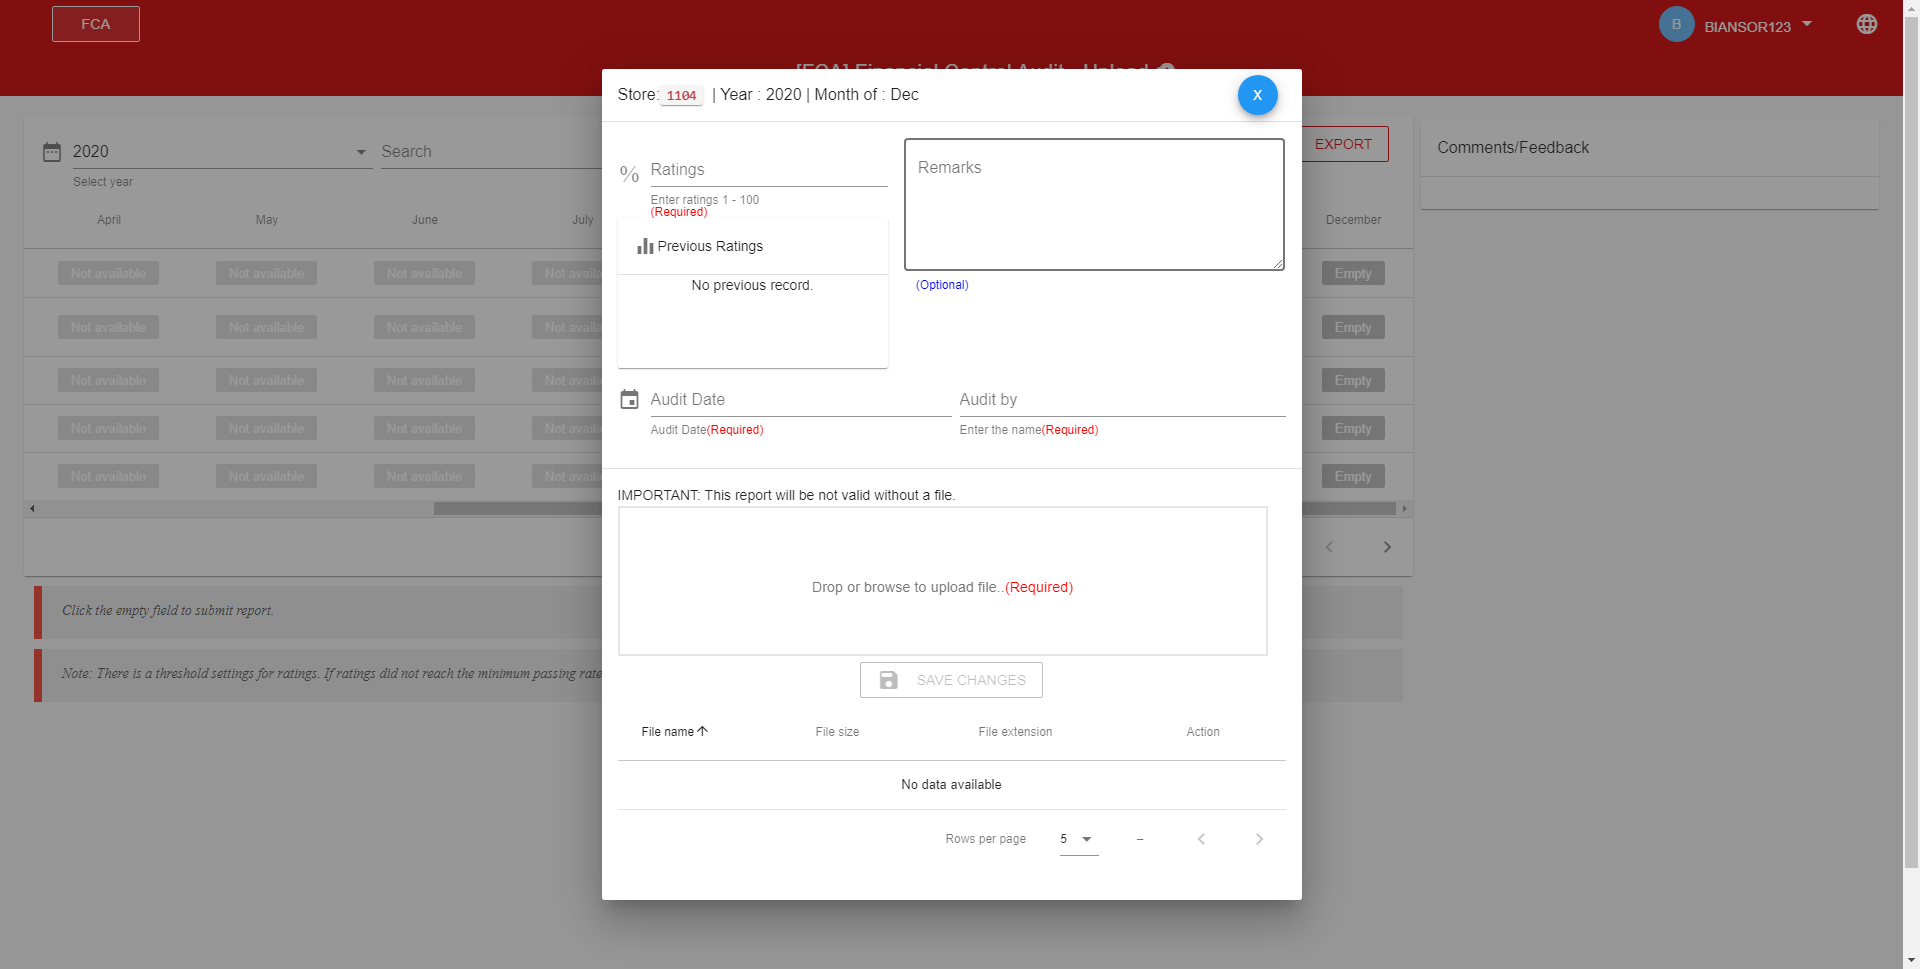 FCA
B BIANSOR123
[FCA] Financial Control Audit - Upload
Store: 1104 | Year : 2020 | Month of : Dec
X
2020
Select year
Search
EXPORT
Comments/Feedback
% Ratings
Enter ratings 1 - 100
(Required)
Remarks
(Optional)
Previous Ratings
No previous record.
April May June July December
Not available Not available Not available Not availa Empty
Not available Not available Not available Not availa Empty
Not available Not available Not available Not availa Empty
Not available Not available Not available Not availa Empty
Not available Not available Not available Not availa Empty
Audit Date
Audit Date(Required)
Audit by
Enter the name(Required)
IMPORTANT: This report will be not valid without a file.
Drop or browse to upload file..(Required)
Click the empty field to submit report.
Note: There is a threshold settings for ratings. If ratings did not reach the minimum passing rate
SAVE CHANGES
File name File size File extension Action
No data available
Rows per page 5 –